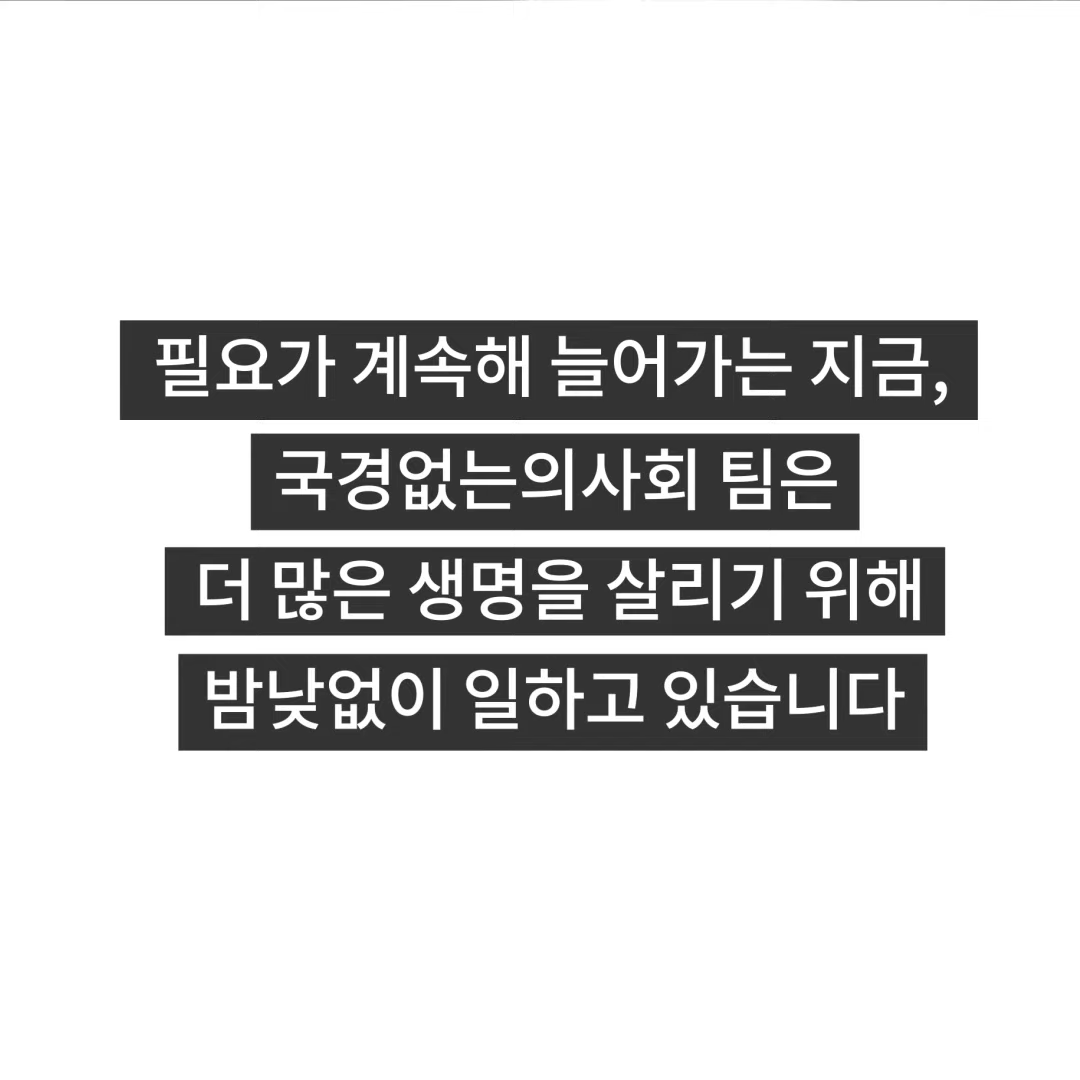 필요가 계속해 늘어가는 지금,
국경없는의사회 팀은
더 많은 생명을 살리기 위해
밤낮없이 일하고 있습니다